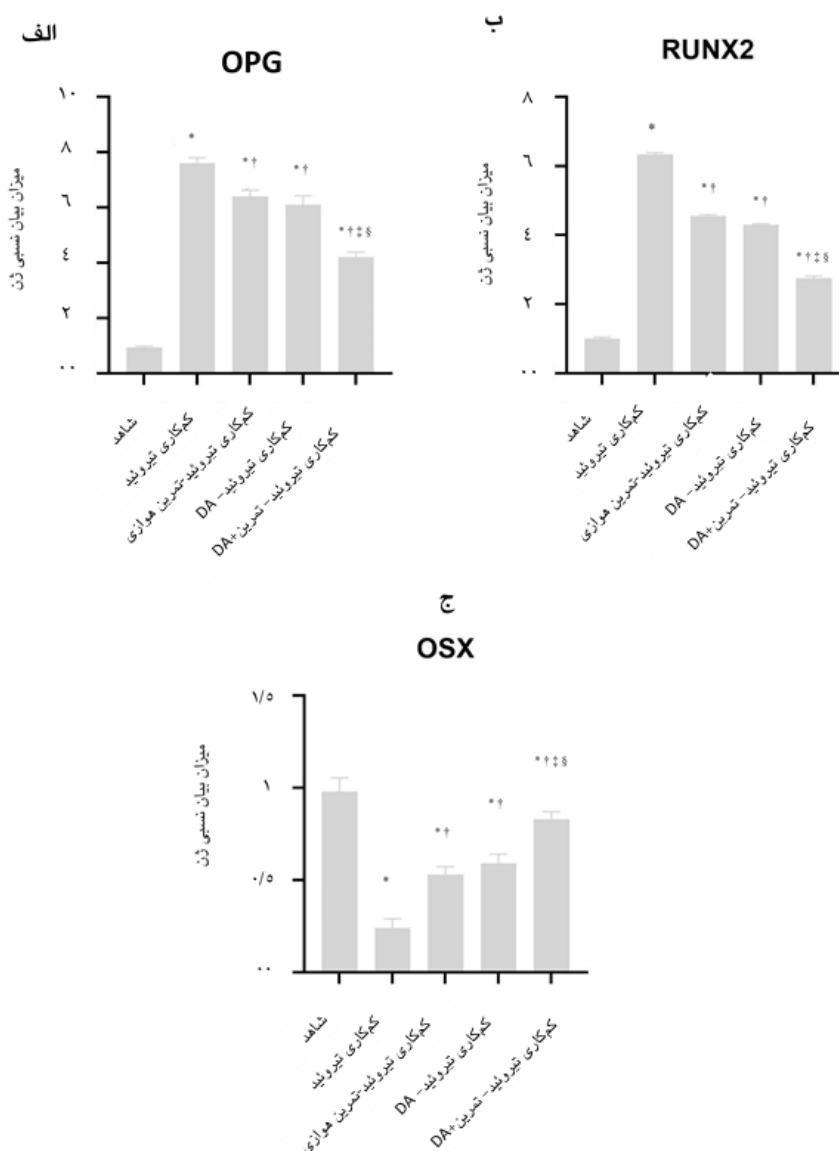 الف
OPG
میزان بیان نسبی ژن
۱۰
۸
۶
۴
۲
۰۰
* *† *† *†‡§
شاهد
کم‌کاری تیروئید
کم‌کاری تیروئید-تمرین هوازی
کم‌کاری تیروئید- DA
کم‌کاری تیروئید- تمرین+DA
ب
RUNX2
میزان بیان نسبی ژن
۸
۶
۴
۲
۰۰
* *† *† *†‡§
شاهد
کم‌کاری تیروئید
کم‌کاری تیروئید-تمرین هوازی
کم‌کاری تیروئید- DA
کم‌کاری تیروئید- تمرین+DA
ج
OSX
میزان بیان نسبی ژن
۱/۵
۱
۰/۵
۰۰
* *† *† *†‡§
شاهد
کم‌کاری تیروئید
کم‌کاری تیروئید-تمرین هوازی
کم‌کاری تیروئید- DA
کم‌کاری تیروئید- تمرین+DA